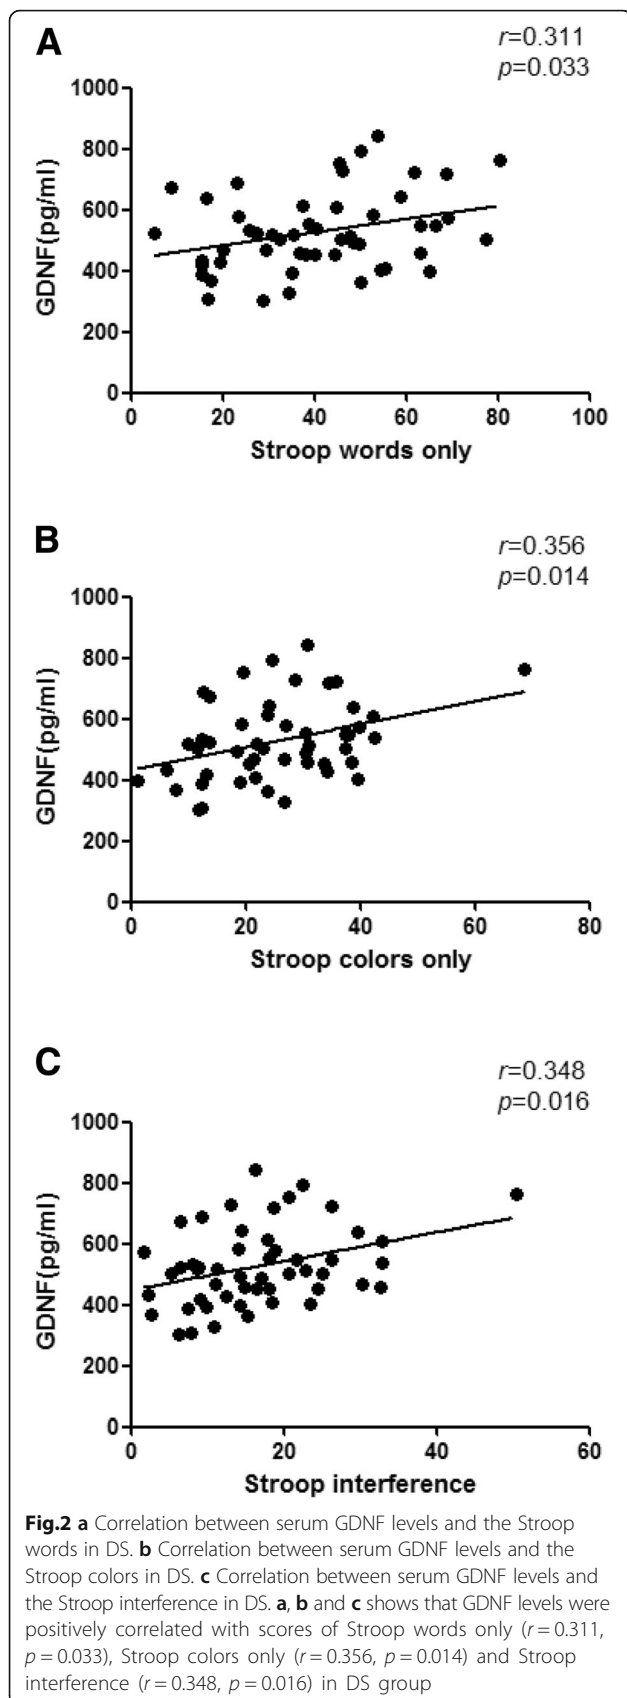 A
r=0.311
p=0.033
1000
800
600
400
200
0
GDNF(pg/ml)
0 20 40 60 80 100
Stroop words only
B
r=0.356
p=0.014
1000
800
600
400
200
0
GDNF(pg/ml)
0 20 40 60 80
Stroop colors only
C
r=0.348
p=0.016
1000
800
600
400
200
0
GDNF(pg/ml)
0 20 40 60
Stroop interference
Fig.2 a Correlation between serum GDNF levels and the Stroop
words in DS. b Correlation between serum GDNF levels and the
Stroop colors in DS. c Correlation between serum GDNF levels and
the Stroop interference in DS. a, b and c shows that GDNF levels were
positively correlated with scores of Stroop words only (r = 0.311,
p = 0.033), Stroop colors only (r = 0.356, p = 0.014) and Stroop
interference (r = 0.348, p = 0.016) in DS group